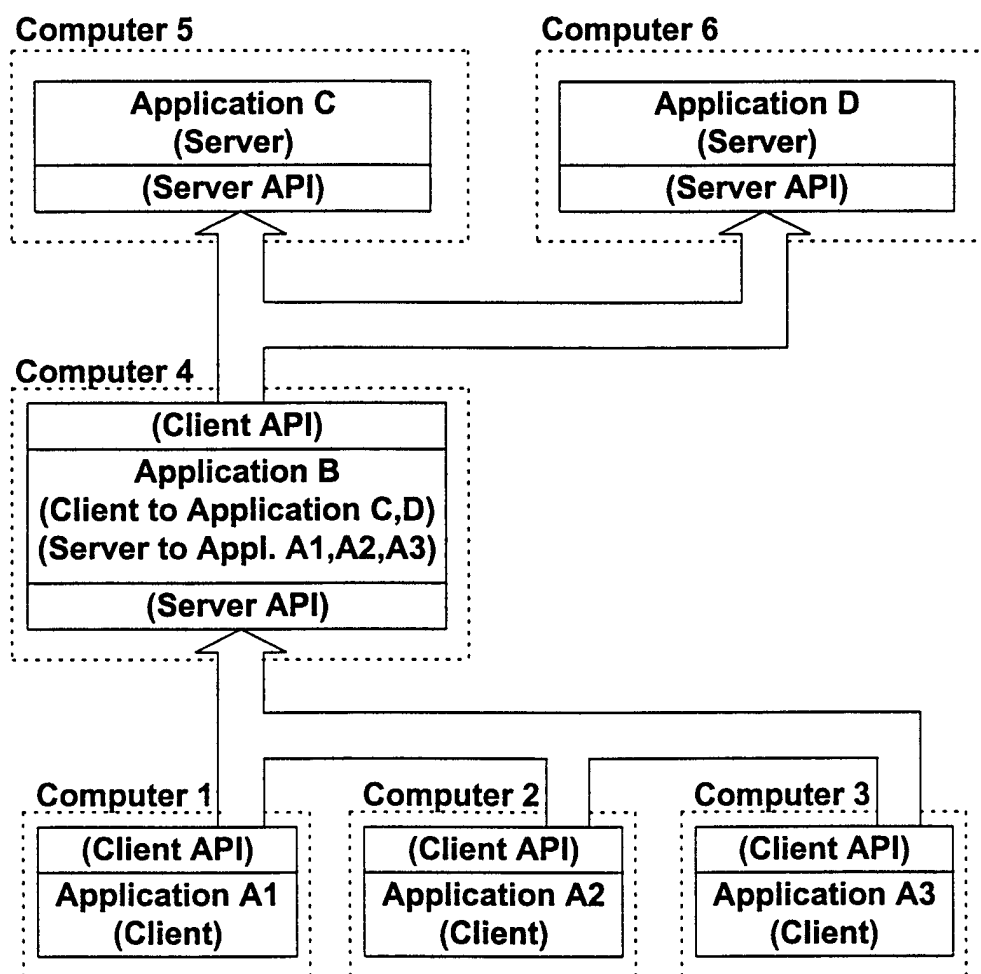 Computer 5
Computer 6
Application C
(Server)
(Server API)
Application D
(Server)
(Server API)
Computer 4
(Client API)
Application B
(Client to Application C,D)
(Server to Appl. A1,A2,A3)
(Server API)
Computer 1
Computer 2
Computer 3
(Client API)
Application A1
(Client)
(Client API)
Application A2
(Client)
(Client API)
Application A3
(Client)